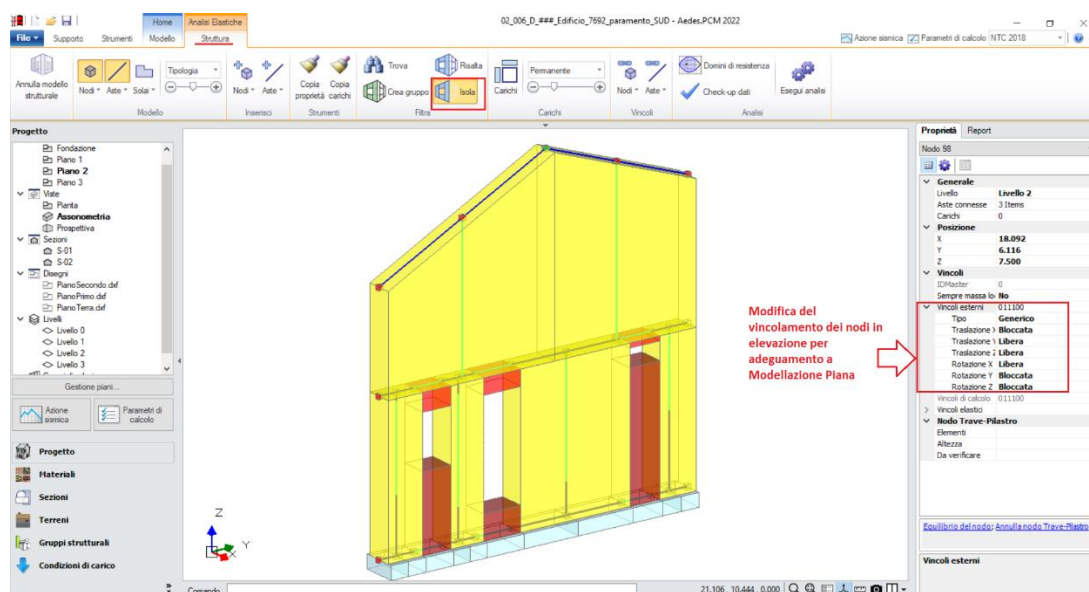 02_006_D_###_Edificio_7692_paramento_SUD - Aedes.PCM 2022
Home
Analisi Elastiche
File
Supporto
Strumenti
Modello
Struttura
Azione sismica
Parametri di calcolo
NTC 2018
Annulla modello
strutturale
Nodi
Aste
Solai
Tipologia
Modello
Nodi
Aste
Inserisci
Copia
proprietà
Copia
carichi
Strumenti
Trova
Crea gruppo
Risalta
Isola
Filtra
Carichi
Permanente
Carichi
Nodi
Aste
Vincoli
Domini di resistenza
Check-up dati
Esegui analisi
Analisi
Progetto
Fondazione
Piano 1
Piano 2
Piano 3
Viste
Pianta
Assonometria
Prospettiva
Sezioni
S-01
S-02
Disegni
PianoSecondo.dxf
PianoPrimo.dxf
PianoTerra.dxf
Livelli
Livello 0
Livello 1
Livello 2
Livello 3
Gestione piani...
Azione
sismica
Parametri di
calcolo
Progetto
Materiali
Sezioni
Terreni
Gruppi strutturali
Condizioni di carico
Z
Y
X
Modifica del
vincolamento dei nodi in
elevazione per
adeguamento a
Modellazione Piana
Comando
21.106 10.444 0.000
Proprietà
Report
Nodo 98
Generale
Livello Livello 2
Aste connesse 3 Items
Carichi 0
Posizione
X 18.092
Y 6.116
Z 7.500
Vincoli
IDMaster 0
Sempre massa lo No
Vincoli esterni 011100
Tipo Generico
Traslazione X Bloccata
Traslazione Y Libera
Traslazione Z Libera
Rotazione X Libera
Rotazione Y Bloccata
Rotazione Z Bloccata
Vincoli di calcolo 011100
Vincoli elastici
Nodo Trave-Pilastro
Elementi
Altezza
Da verificare
Equilibrio del nodo; Annulla nodo Trave-Pilastro
Vincoli esterni